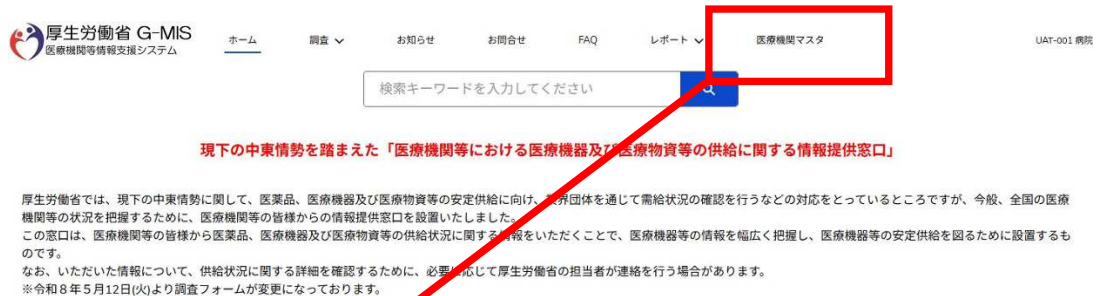 厚生労働省 G-MIS
医療機関等情報支援システム
ホーム 調査 お知らせ お問合せ FAQ レポート 医療機関マスタ UAT-001 病院
検索キーワードを入力してください
現下の中東情勢を踏まえた「医療機関等における医療機器及び医療物資等の供給に関する情報提供窓口」
厚生労働省では、現下の中東情勢に関して、医薬品、医療機器及び医療物資等の安定供給に向け、業界団体を通じて需給状況の確認を行うなどの対応をとっているところですが、今般、全国の医療
機関等の状況を把握するために、医療機関等の皆様からの情報提供窓口を設置いたしました。
この窓口は、医療機関等の皆様から医薬品、医療機器及び医療物資等の供給状況に関する情報をいただくことで、医療機器等の情報を幅広く把握し、医療機器等の安定供給を図るために設置するも
のです。
なお、いただいた情報について、供給状況に関する詳細を確認するために、必要に応じて厚生労働省の担当者が連絡を行う場合があります。
※令和8年5月12日(火)より調査フォームが変更になっております。